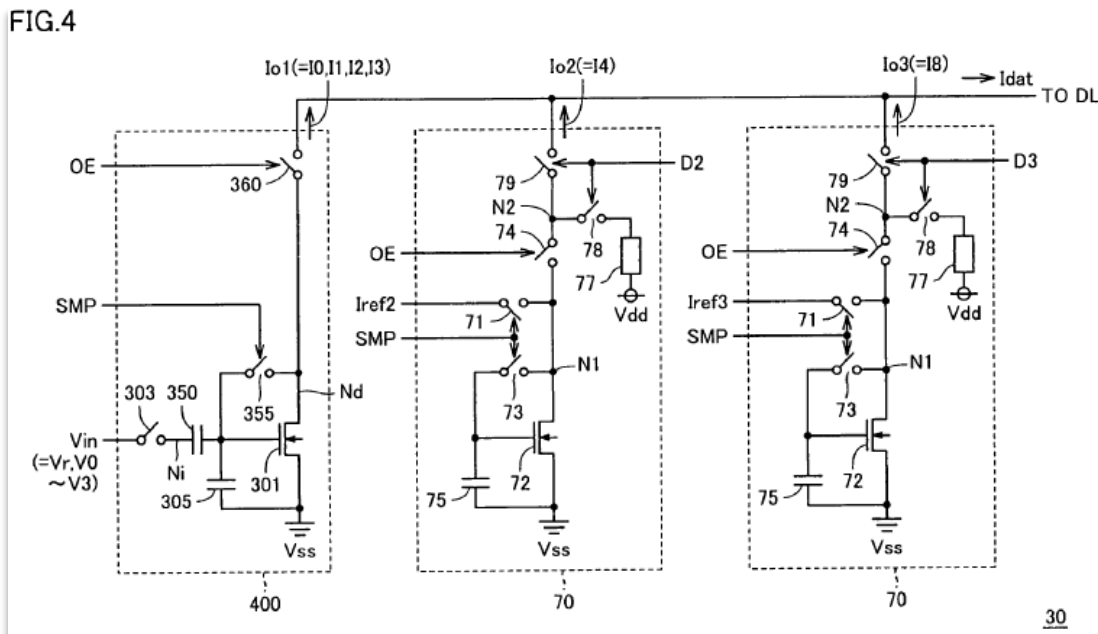 FIG.4
Io1(=I0,I1,I2,I3)
Io2(=I4)
Io3(=I8)
Idat
TO DL
OE
360
79
D2
79
D3
N2
N2
74
78
74
78
OE
77
OE
77
SMP
Iref2
71
Vdd
Iref3
71
Vdd
SMP
SMP
N1
N1
303
350
355
Nd
73
73
Vin
(=Vr,V0
~V3)
Ni
305
301
75
72
75
72
Vss
Vss
Vss
400
70
70
30